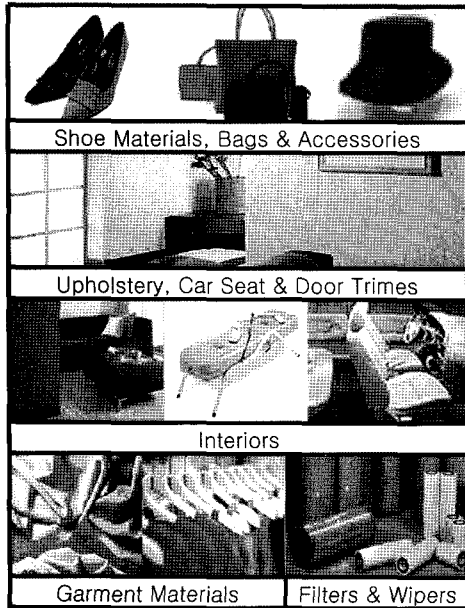 Shoe Materials, Bags & Accessories
Upholstery, Car Seat & Door Trimes
Interiors
Garment Materials
Filters & Wipers